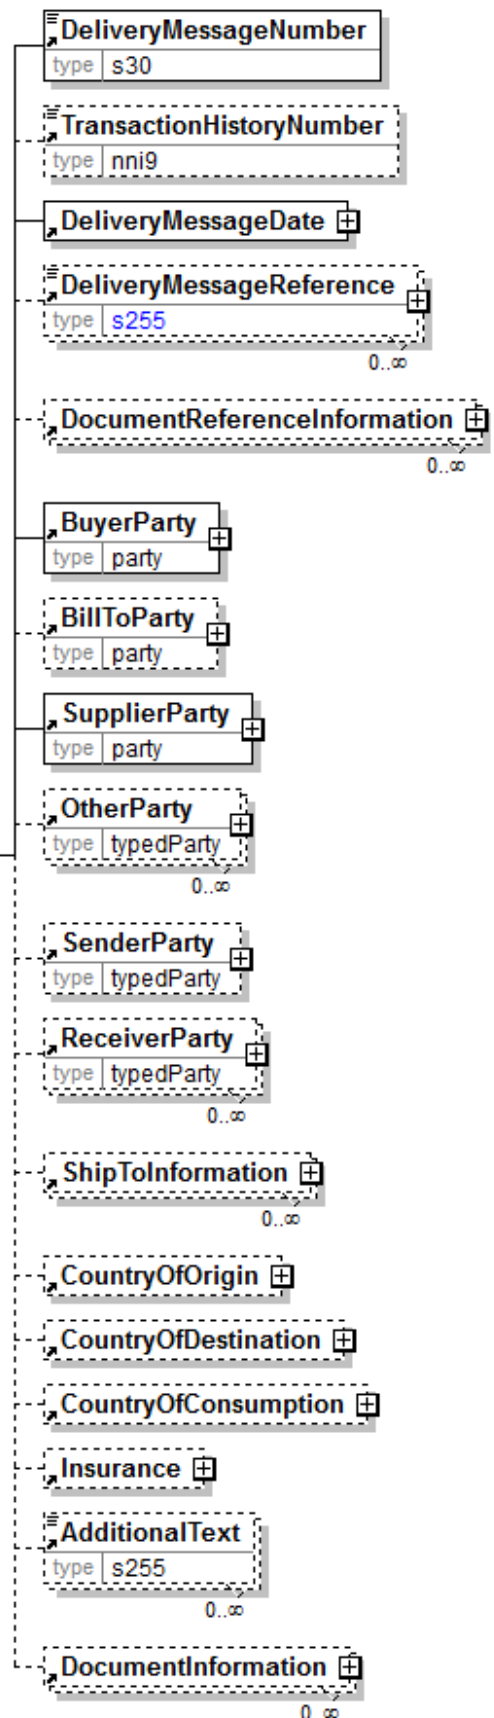 DeliveryMessageNumber
type s30
TransactionHistoryNumber
type nni9
DeliveryMessageDate
DeliveryMessageReference
type s255
0..∞
DocumentReferenceInformation
0..∞
BuyerParty
type party
BillToParty
type party
SupplierParty
type party
OtherParty
type typedParty
0..∞
SenderParty
type typedParty
ReceiverParty
type typedParty
0..∞
ShipToInformation
0..∞
CountryOfOrigin
CountryOfDestination
CountryOfConsumption
Insurance
AdditionalText
type s255
0..∞
DocumentInformation
0..∞